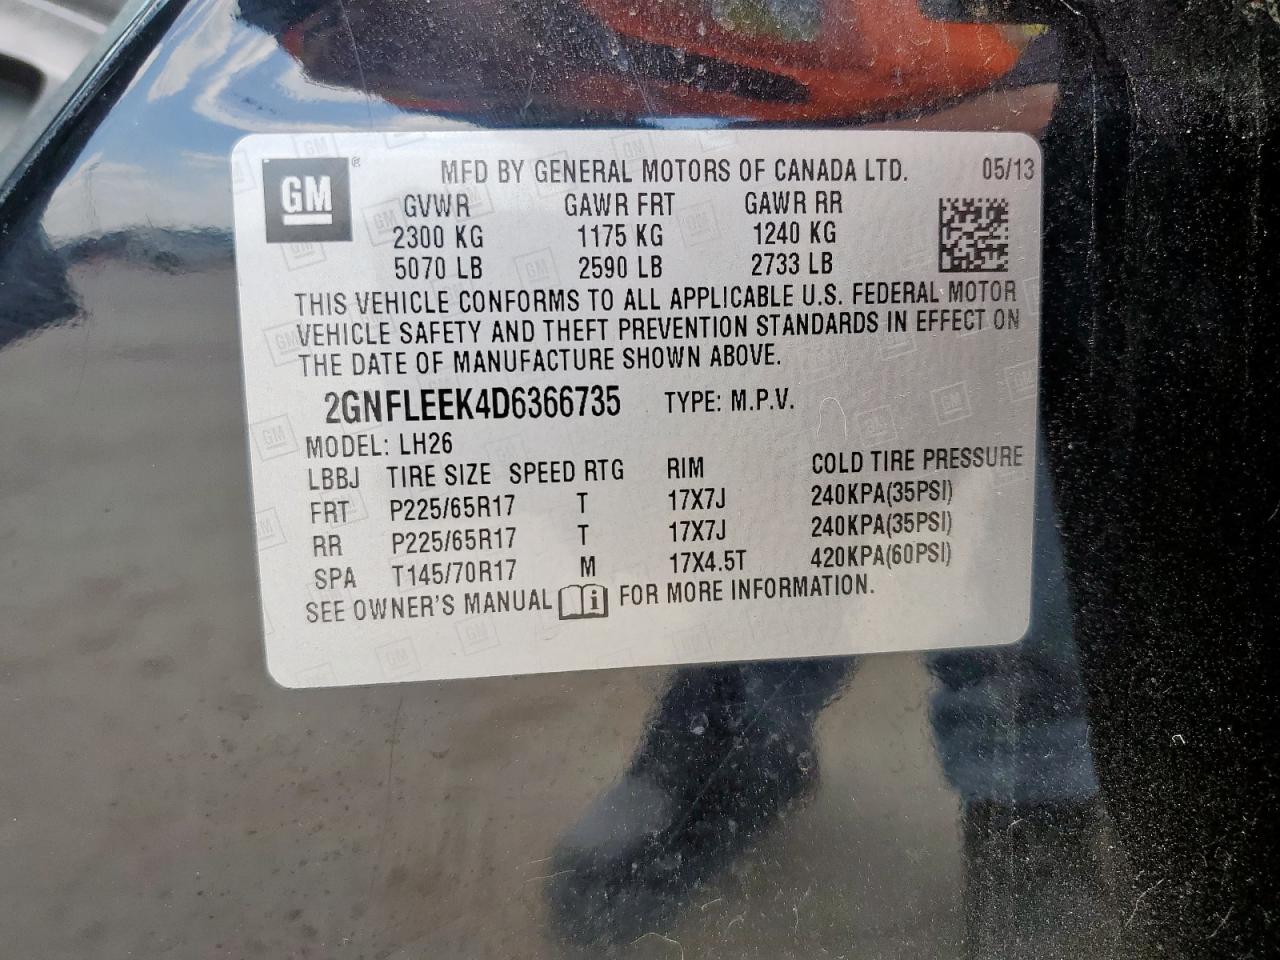 GM ® MFD BY GENERAL MOTORS OF CANADA LTD. 05/13
GVWR GAWR FRT GAWR RR
2300 KG 1175 KG 1240 KG
5070 LB 2590 LB 2733 LB
THIS VEHICLE CONFORMS TO ALL APPLICABLE U.S. FEDERAL MOTOR
VEHICLE SAFETY AND THEFT PREVENTION STANDARDS IN EFFECT ON
THE DATE OF MANUFACTURE SHOWN ABOVE.
2GNFLEEK4D6366735 TYPE: M.P.V.
MODEL: LH26
LBBJ TIRE SIZE SPEED RTG RIM COLD TIRE PRESSURE
FRT P225/65R17 T 17X7J 240KPA(35PSI)
RR P225/65R17 T 17X7J 240KPA(35PSI)
SPA T145/70R17 M 17X4.5T 420KPA(60PSI)
SEE OWNER'S MANUAL i FOR MORE INFORMATION.